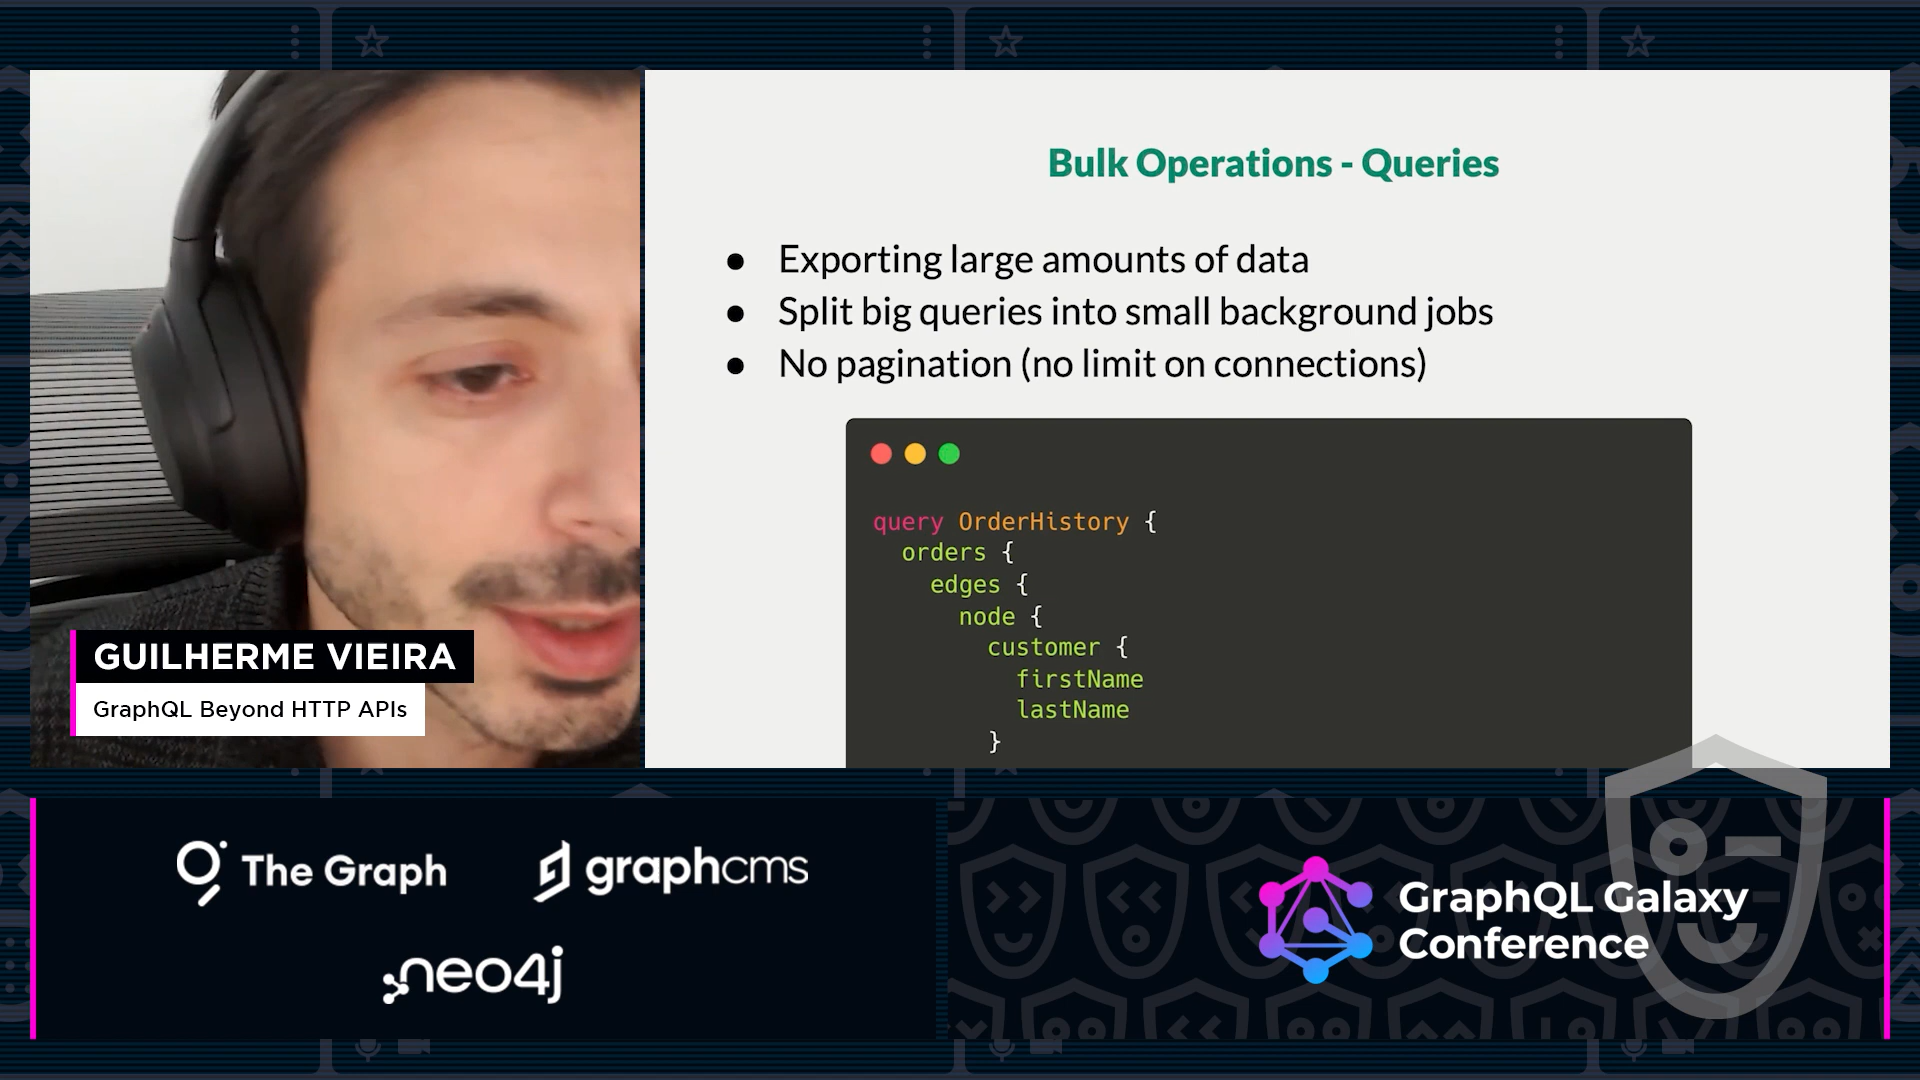 Bulk Operations - Queries
● Exporting large amounts of data
● Split big queries into small background jobs
● No pagination (no limit on connections)
query OrderHistory {
orders {
edges {
node {
customer {
firstName
lastName
}
GUILHERME VIEIRA
GraphQL Beyond HTTP APIs
The Graph
graphcms
neo4j
GraphQL Galaxy
Conference